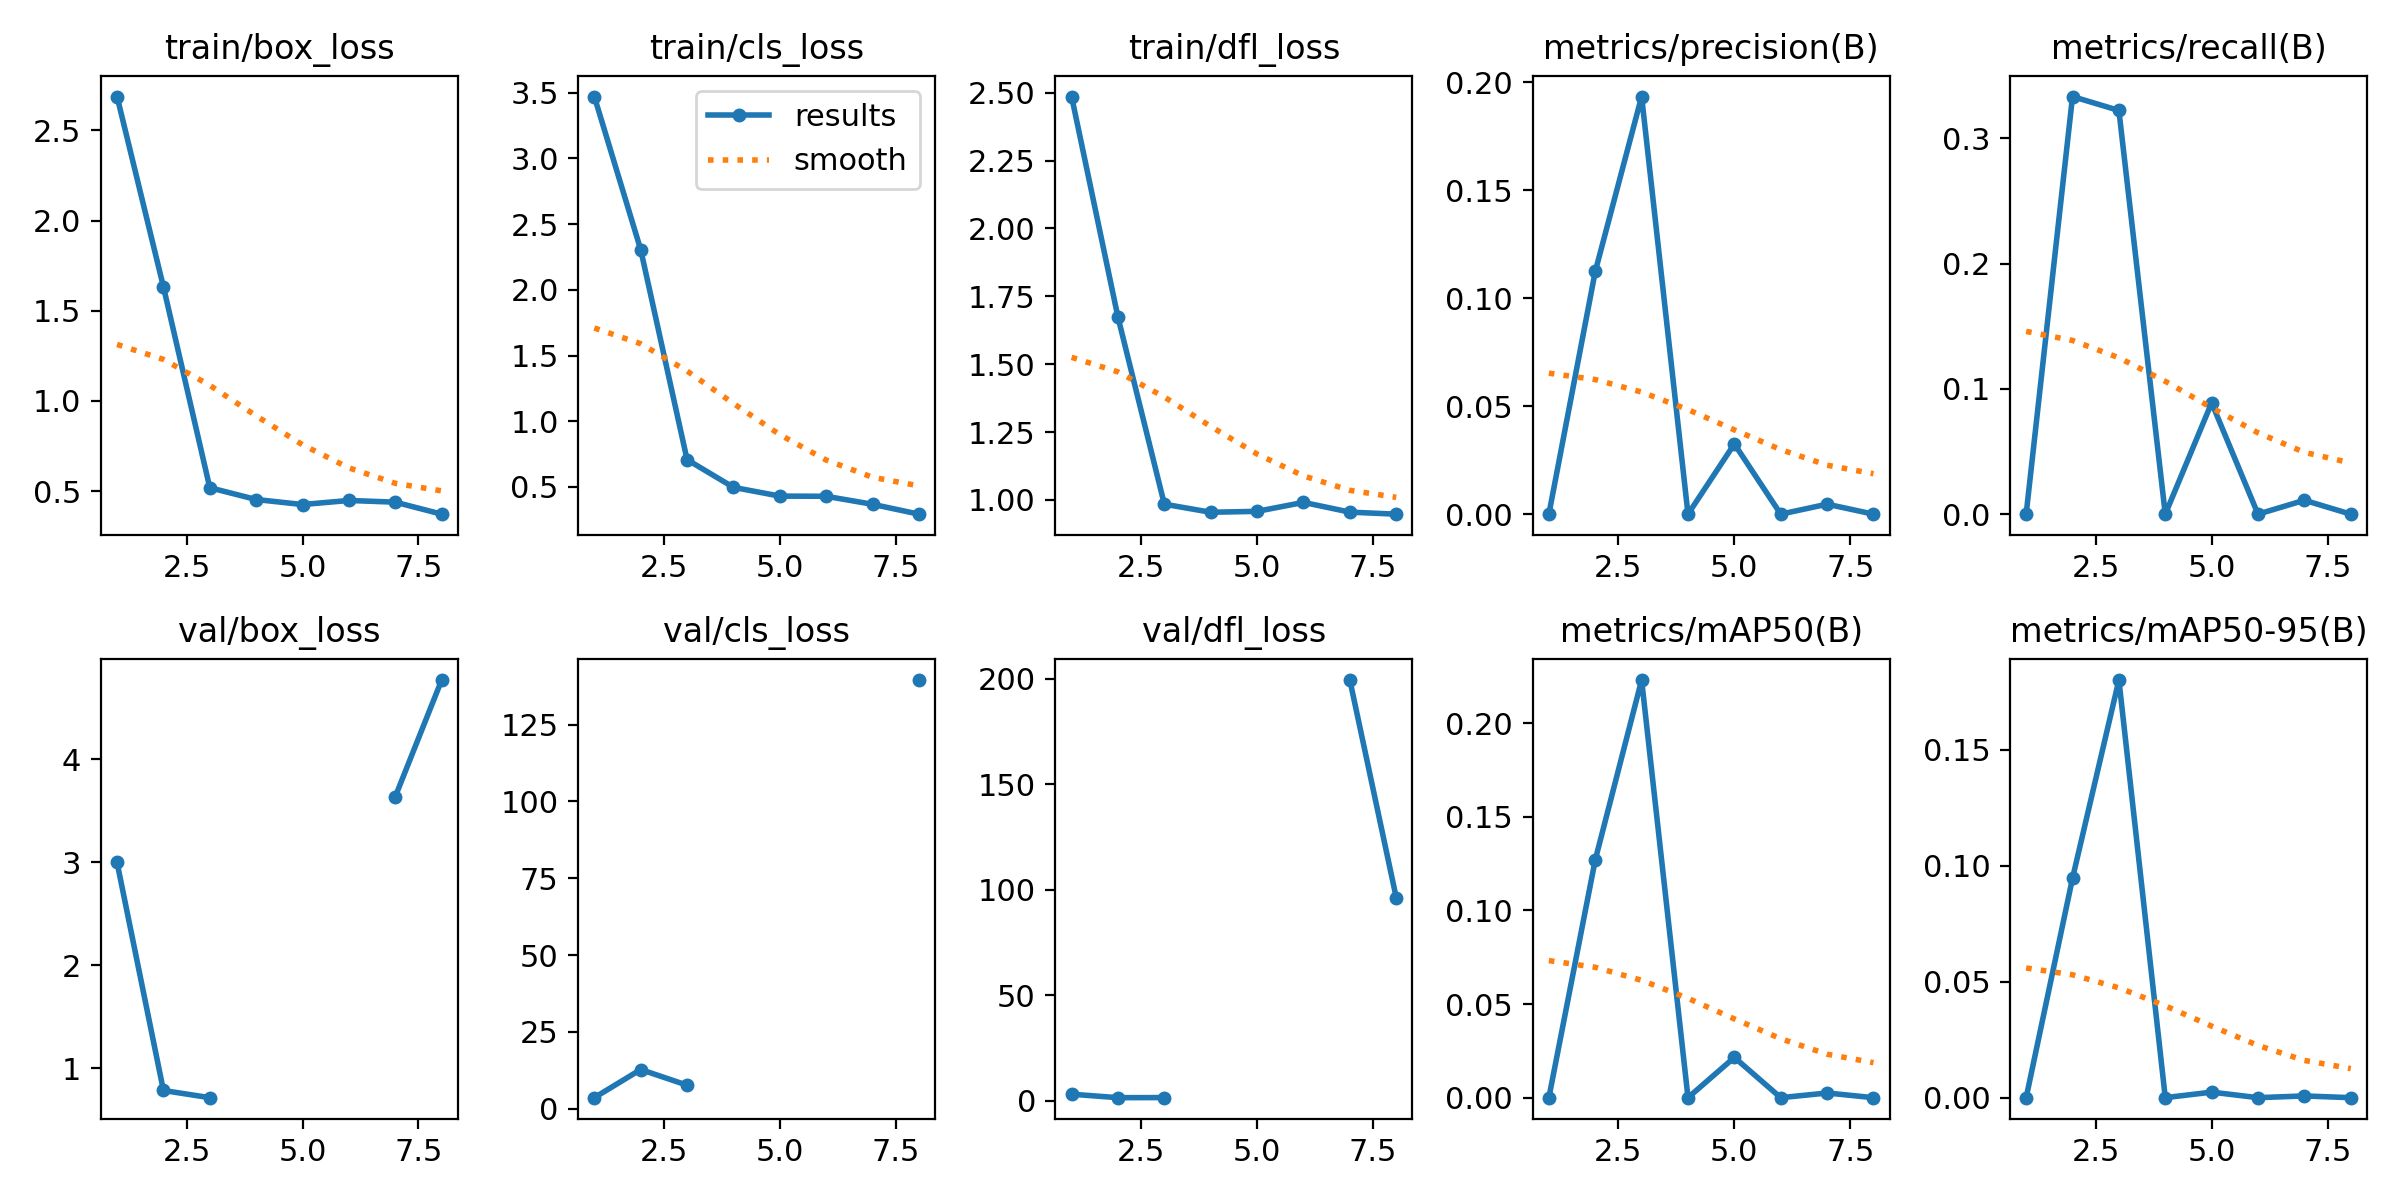 train/box_loss
2.5
2.0
1.5
1.0
0.5
2.5 5.0 7.5
train/cls_loss
results
smooth
3.5
3.0
2.5
2.0
1.5
1.0
0.5
2.5 5.0 7.5
train/dfl_loss
2.50
2.25
2.00
1.75
1.50
1.25
1.00
2.5 5.0 7.5
metrics/precision(B)
0.20
0.15
0.10
0.05
0.00
2.5 5.0 7.5
metrics/recall(B)
0.3
0.2
0.1
0.0
2.5 5.0 7.5
val/box_loss
4
3
2
1
2.5 5.0 7.5
val/cls_loss
125
100
75
50
25
0
2.5 5.0 7.5
val/dfl_loss
200
150
100
50
0
2.5 5.0 7.5
metrics/mAP50(B)
0.20
0.15
0.10
0.05
0.00
2.5 5.0 7.5
metrics/mAP50-95(B)
0.15
0.10
0.05
0.00
2.5 5.0 7.5